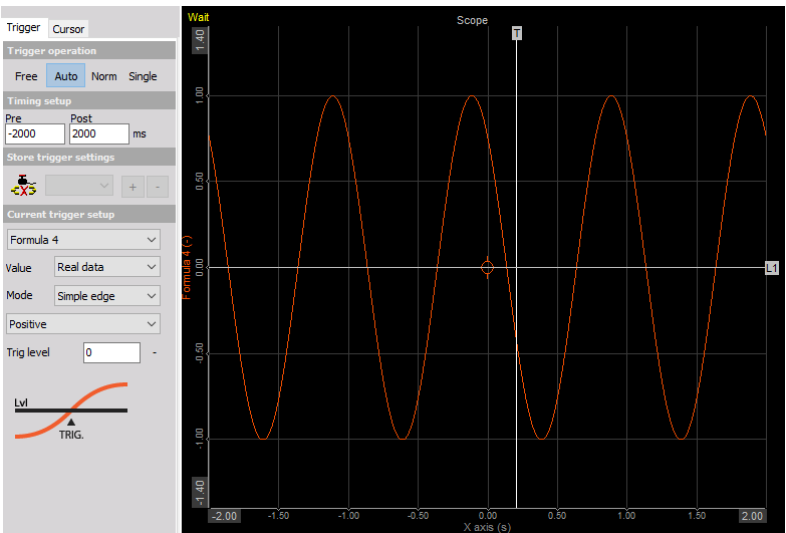 Trigger Cursor
Trigger operation
Free Auto Norm Single
Timing setup
Pre Post
-2000 2000 ms
Store trigger settings
+ -
Current trigger setup
Formula 4
Value Real data
Mode Simple edge
Positive
Trig level 0 -
Lvl
TRIG.
Wait
Scope
T
1.40
1.00
0.50
0.00
-0.50
-1.00
-1.40
Formula 4 (-)
L1
-2.00 -1.50 -1.00 -0.50 0.00 0.50 1.00 1.50 2.00
X axis (s)